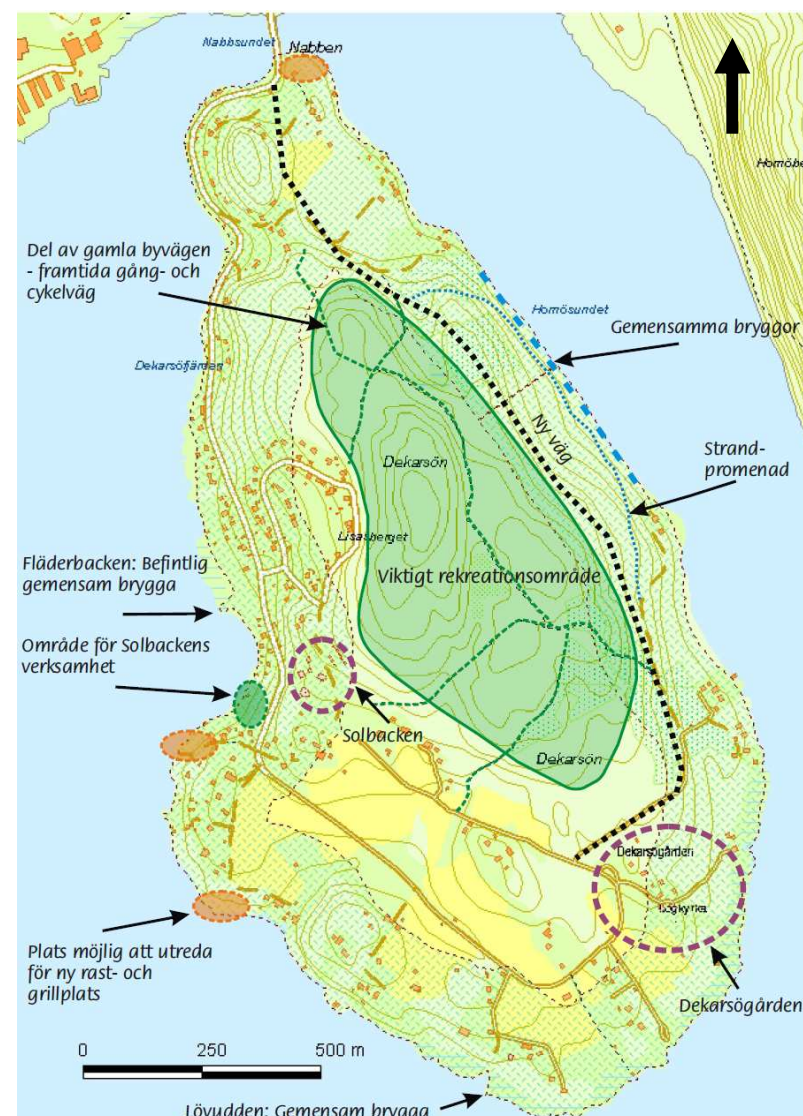 Nabbsundet
Nabben
Del av gamla byvägen
- framtida gång- och
cykelväg
Homösundet
Gemensamma bryggor
Dekarsöfjärden
Ny väg
Strand-
promenad
Dekarsön
Lisasberget
Fläderbacken: Befintlig
gemensam brygga
Viktigt rekreationsområde
Område för Solbackens
verksamhet
Solbacken
Dekarsön
Dekarsögården
Plats möjlig att utreda
för ny rast- och
grillplats
Dekarsögården
0 250 500 m
Lövudden: Gemensam brygga